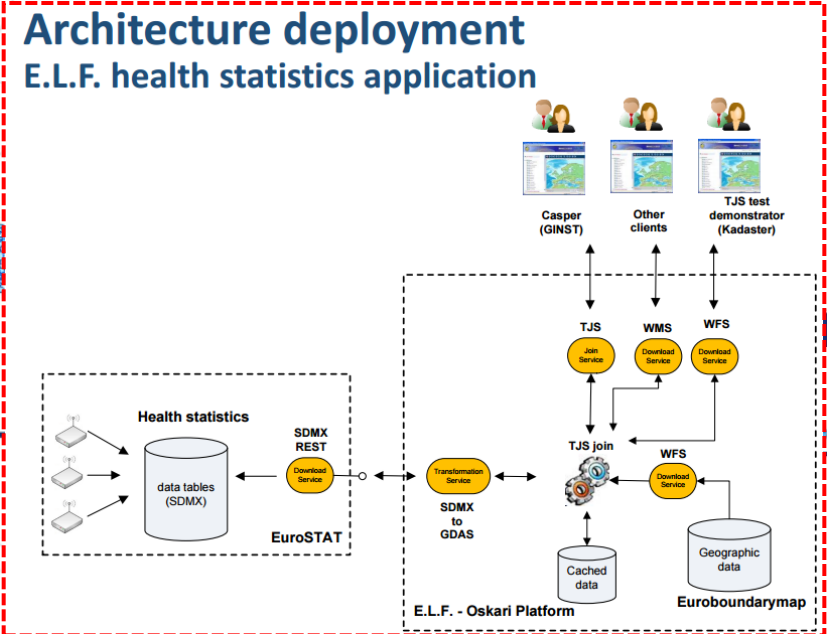 Architecture deployment
E.L.F. health statistics application
Casper
(GINST)
Other
clients
TJS test
demonstrator
(Kadaster)
TJS
Join
Service
WMS
Download
Service
WFS
Download
Service
Health statistics
data tables
(SDMX)
SDMX
REST
Download
Service
EuroSTAT
Transformation
Service
SDMX
to
GDAS
TJS join
WFS
Download
Service
Cached
data
Geographic
data
Euroboundarymap
E.L.F. - Oskari Platform